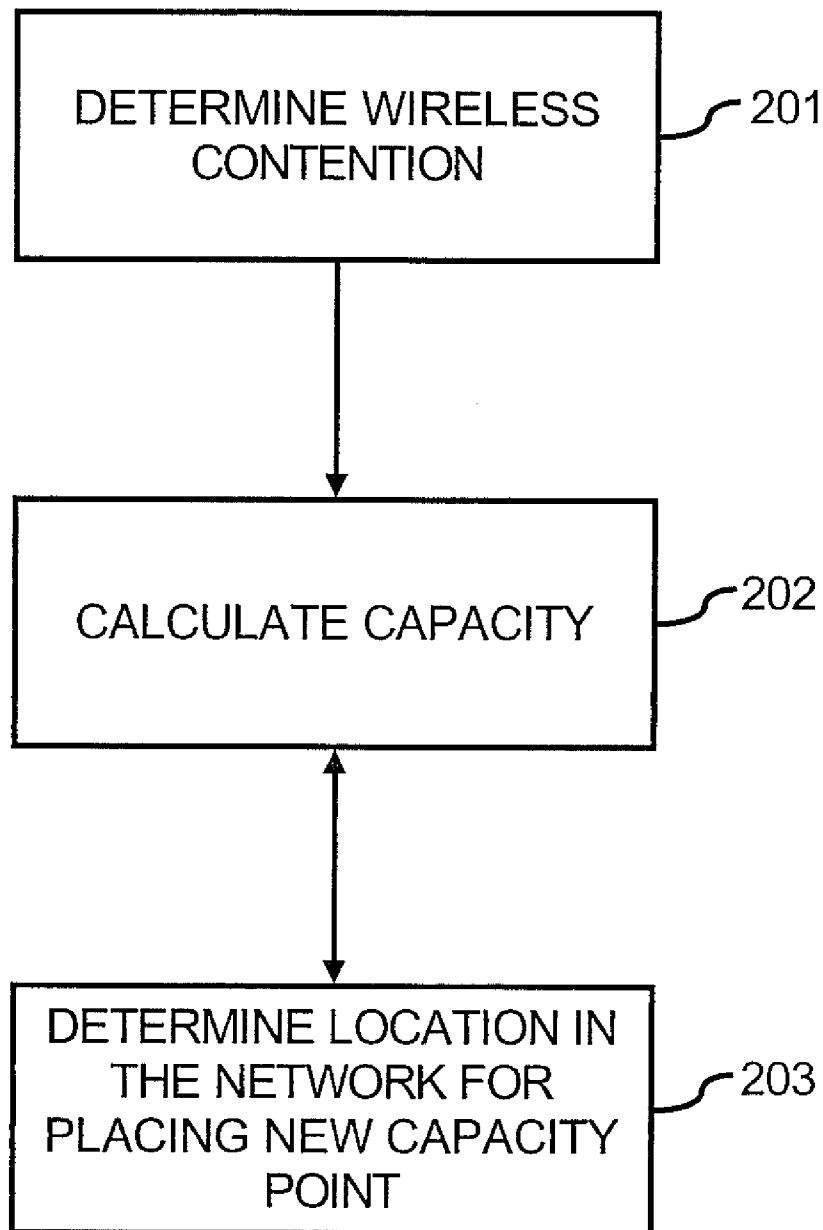 DETERMINE WIRELESS
CONTENTION
201
CALCULATE CAPACITY
202
DETERMINE LOCATION IN
THE NETWORK FOR
PLACING NEW CAPACITY
POINT
203